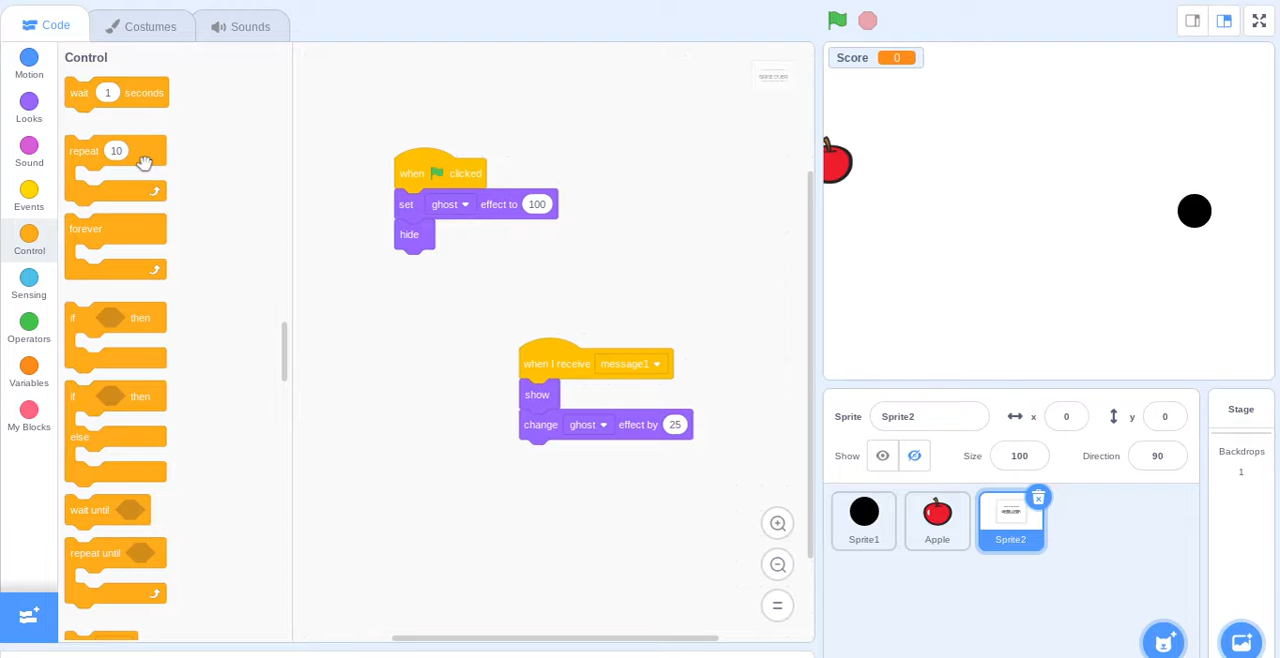 Code
Costumes
Sounds
Motion
Looks
Sound
Events
Control
Sensing
Operators
Variables
My Blocks
Control
wait 1 seconds
repeat 10
forever
if then
if then
else
wait until
repeat until
when clicked
set ghost effect to 100
hide
when I receive message1
show
change ghost effect by 25
Score 0
Sprite Sprite2 x 0 y 0
Show Size 100 Direction 90
Sprite1
Apple
Sprite2
Stage
Backdrops
1